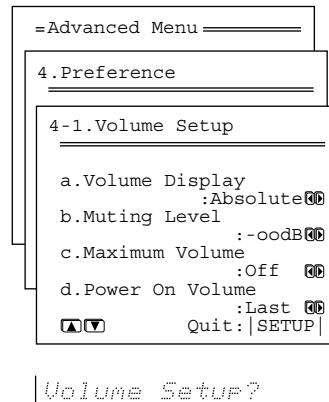 =Advanced Menu
4.Preference
4-1.Volume Setup
a.Volume Display
:Absolute
b.Muting Level
:-oodB
c.Maximum Volume
:Off
d.Power On Volume
:Last
Quit:|SETUP|
Volume Setup?